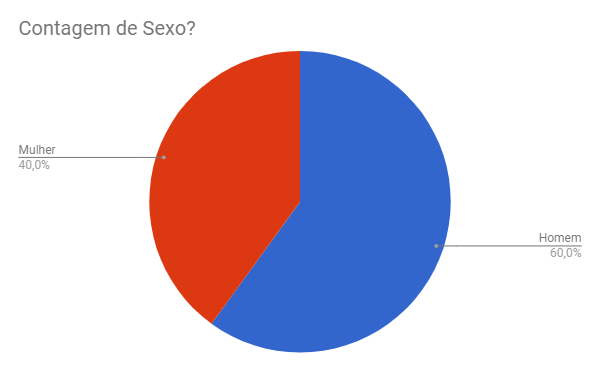 Contagem de Sexo?
Mulher
40,0%
Homem
60,0%